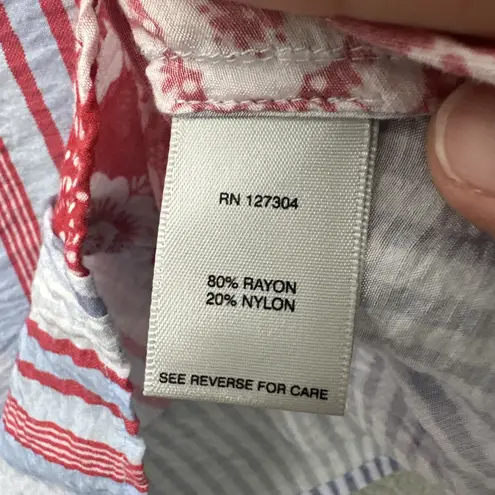 RN 127304
80% RAYON
20% NYLON
SEE REVERSE FOR CARE